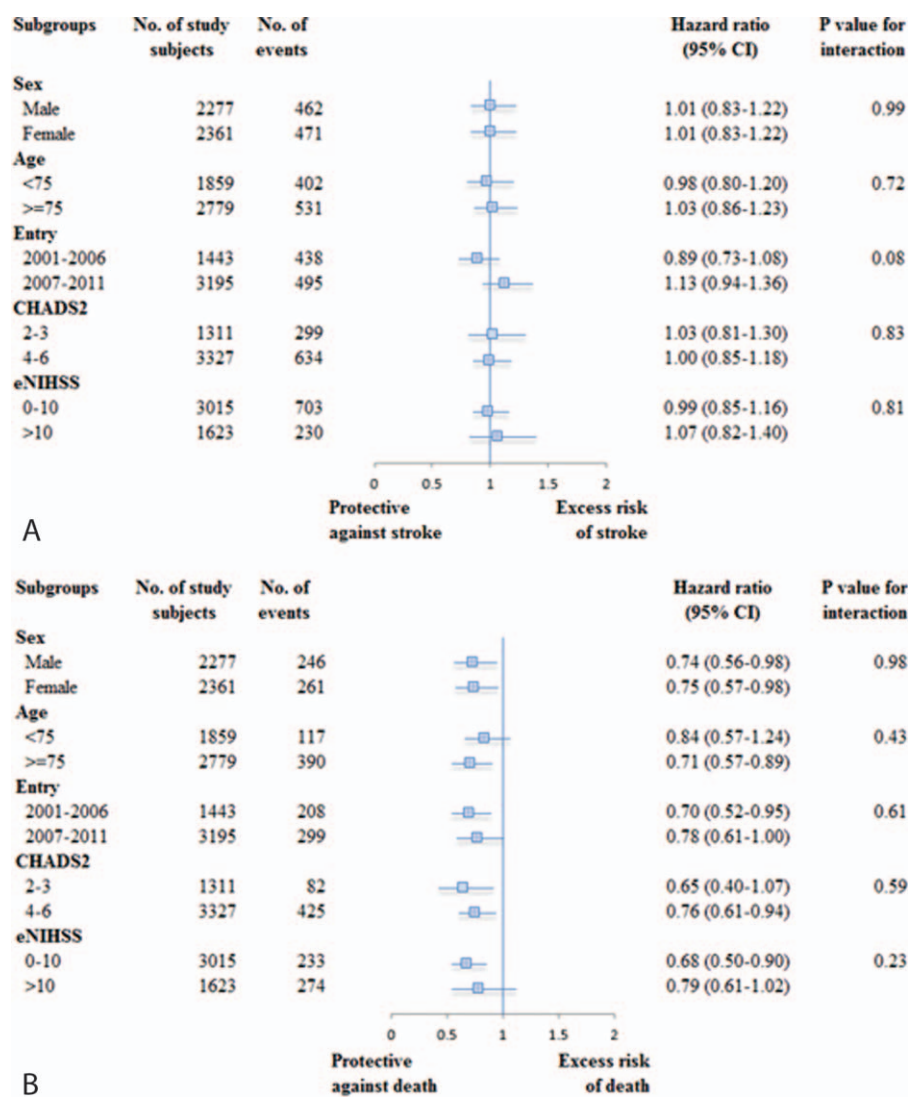 Subgroups No. of study No. of Hazard ratio P value for
subjects events (95% CI) interaction
Sex
Male 2277 462 1.01 (0.83-1.22) 0.99
Female 2361 471 1.01 (0.83-1.22)
Age
<75 1859 402 0.98 (0.80-1.20) 0.72
>=75 2779 531 1.03 (0.86-1.23)
Entry
2001-2006 1443 438 0.89 (0.73-1.08) 0.08
2007-2011 3195 495 1.13 (0.94-1.36)
CHADS2
2-3 1311 299 1.03 (0.81-1.30) 0.83
4-6 3327 634 1.00 (0.85-1.18)
eNIHSS
0-10 3015 703 0.99 (0.85-1.16) 0.81
>10 1623 230 1.07 (0.82-1.40)
0 0.5 1 1.5 2
Protective Excess risk
against stroke of stroke
A
Subgroups No. of study No. of Hazard ratio P value for
subjects events (95% CI) interaction
Sex
Male 2277 246 0.74 (0.56-0.98) 0.98
Female 2361 261 0.75 (0.57-0.98)
Age
<75 1859 117 0.84 (0.57-1.24) 0.43
>=75 2779 390 0.71 (0.57-0.89)
Entry
2001-2006 1443 208 0.70 (0.52-0.95) 0.61
2007-2011 3195 299 0.78 (0.61-1.00)
CHADS2
2-3 1311 82 0.65 (0.40-1.07) 0.59
4-6 3327 425 0.76 (0.61-0.94)
eNIHSS
0-10 3015 233 0.68 (0.50-0.90) 0.23
>10 1623 274 0.79 (0.61-1.02)
0 0.5 1 1.5 2
Protective Excess risk
against death of death
B